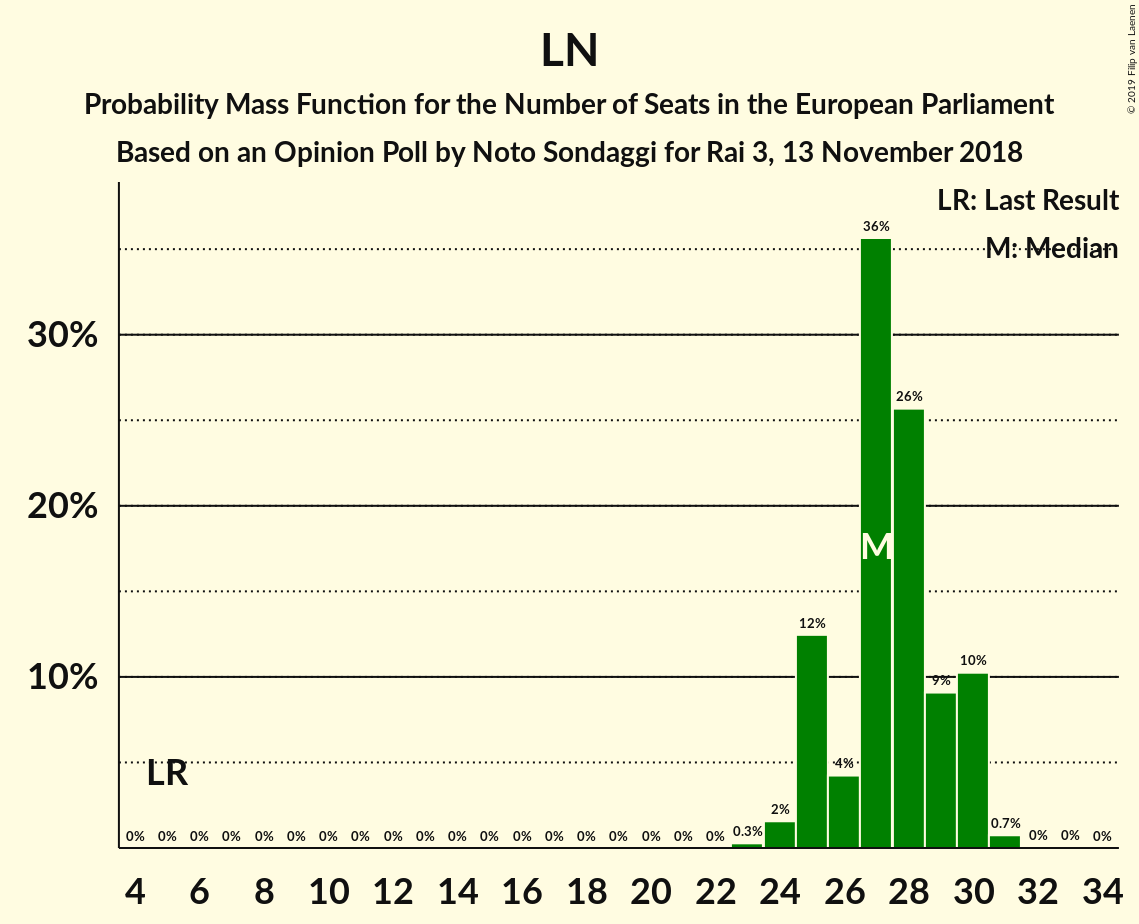 LN
Probability Mass Function for the Number of Seats in the European Parliament
Based on an Opinion Poll by Noto Sondaggi for Rai 3, 13 November 2018
© 2019 Filip van Laenen
LR: Last Result
M: Median
36%
30%
26%
20%
M
12%
10%
10%
9%
4%
LR
2%
0% 0% 0% 0% 0% 0% 0% 0% 0% 0% 0% 0% 0% 0% 0% 0% 0% 0% 0% 0.3% 0.7% 0% 0% 0%
4 6 8 10 12 14 16 18 20 22 24 26 28 30 32 34